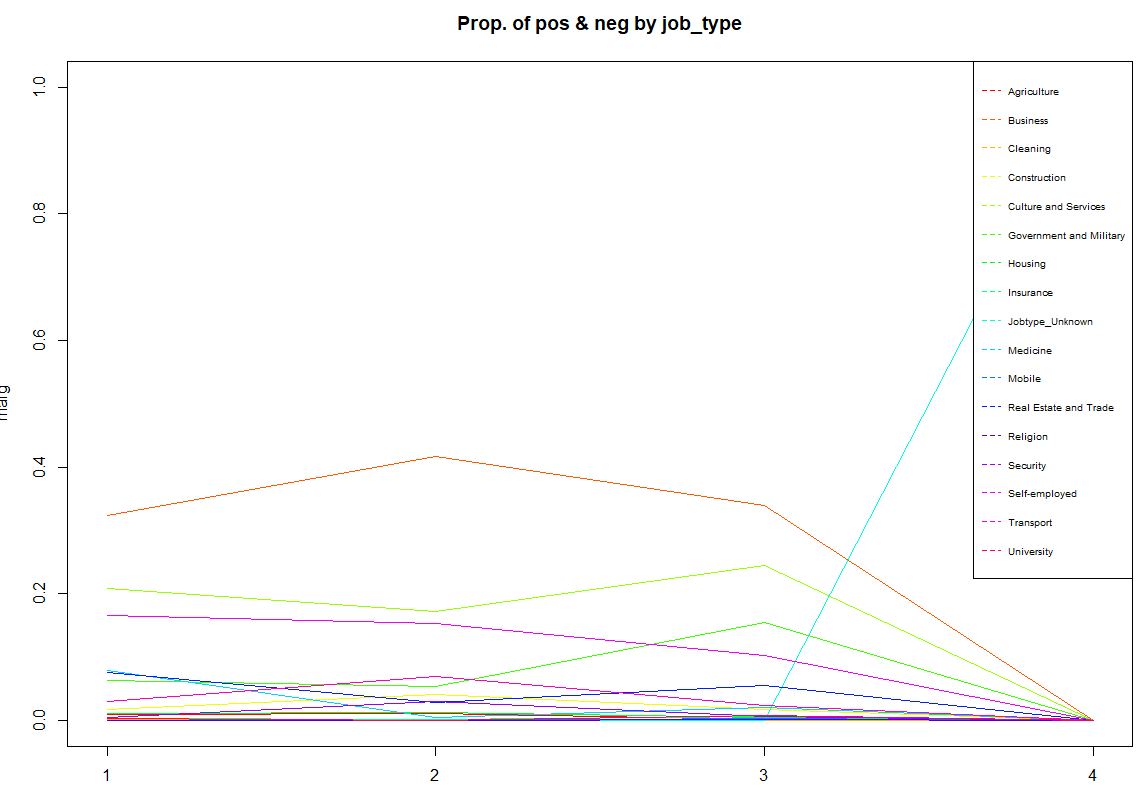 Prop. of pos & neg by job_type
1.0
0.8
0.6
0.4
0.2
0.0
marg
1
2
3
4
Agriculture
Business
Cleaning
Construction
Culture and Services
Government and Military
Housing
Insurance
Jobtype_Unknown
Medicine
Mobile
Real Estate and Trade
Religion
Security
Self-employed
Transport
University